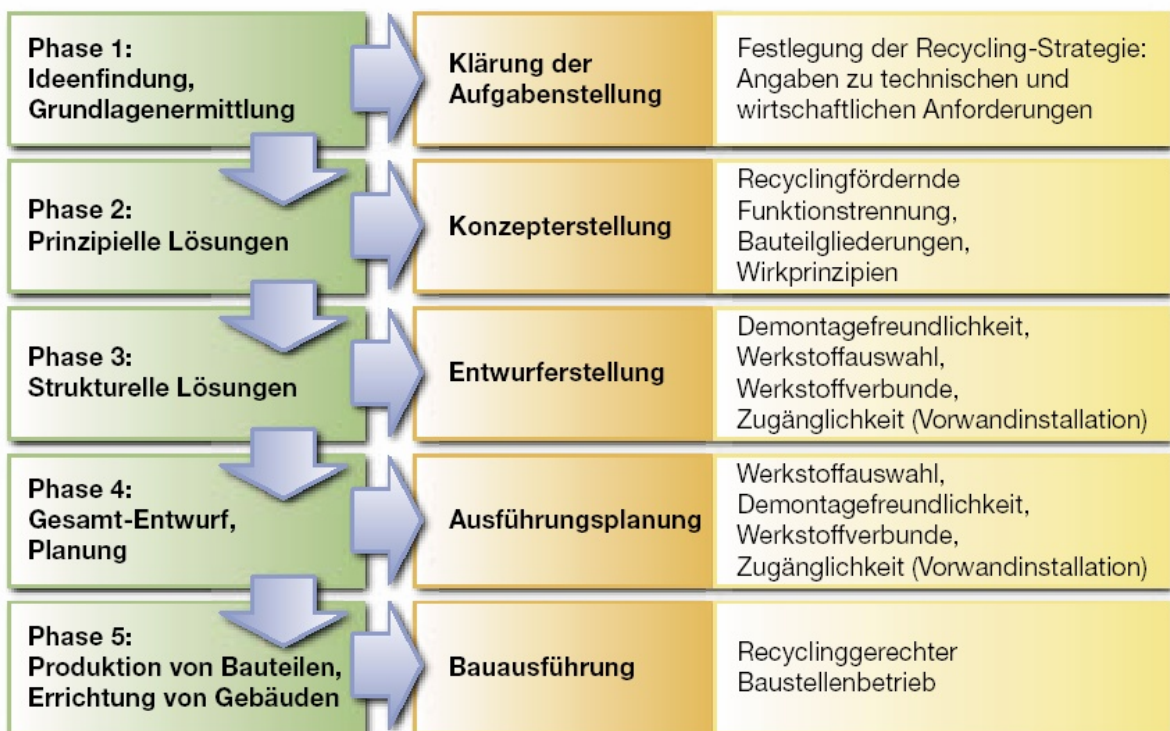 Phase 1:
Ideenfindung,
Grundlagenermittlung
Klärung der
Aufgabenstellung
Festlegung der Recycling-Strategie:
Angaben zu technischen und
wirtschaftlichen Anforderungen
Phase 2:
Prinzipielle Lösungen
Konzepterstellung
Recyclingfördernde
Funktionstrennung,
Bauteilgliederungen,
Wirkprinzipien
Phase 3:
Strukturelle Lösungen
Entwurferstellung
Demontagefreundlichkeit,
Werkstoffauswahl,
Werkstoffverbunde,
Zugänglichkeit (Vorwandinstallation)
Phase 4:
Gesamt-Entwurf,
Planung
Ausführungsplanung
Werkstoffauswahl,
Demontagefreundlichkeit,
Werkstoffverbunde,
Zugänglichkeit (Vorwandinstallation)
Phase 5:
Produktion von Bauteilen,
Errichtung von Gebäuden
Bauausführung
Recyclinggerechter
Baustellenbetrieb